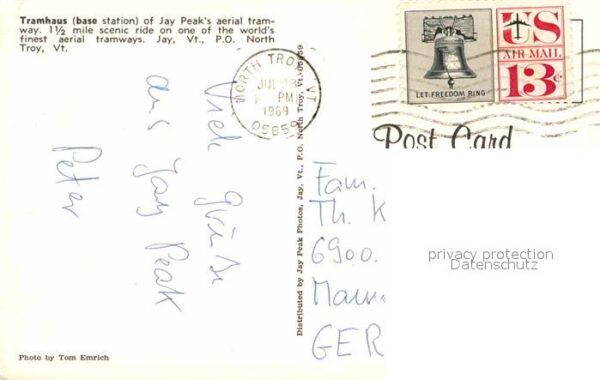 Tramhaus (base station) of Jay Peak's aerial tram-
way. 1½ mile scenic ride on one of the world's
finest aerial tramways. Jay, Vt., P.O. North
Troy, Vt.
NORTH TROY, VT
JUL
PM
1969
05859
LET FREEDOM RING
US
AIR MAIL
13c
Post Card
Viele Grüße
aus Jay Peak
Peter
Distributed by Jay Peak Photos, Jay, Vt., P.O. North Troy, Vt.-05859
Fam.
Th. K
6900
Mann
GER
privacy protection
Datenschutz
Photo by Tom Emrich